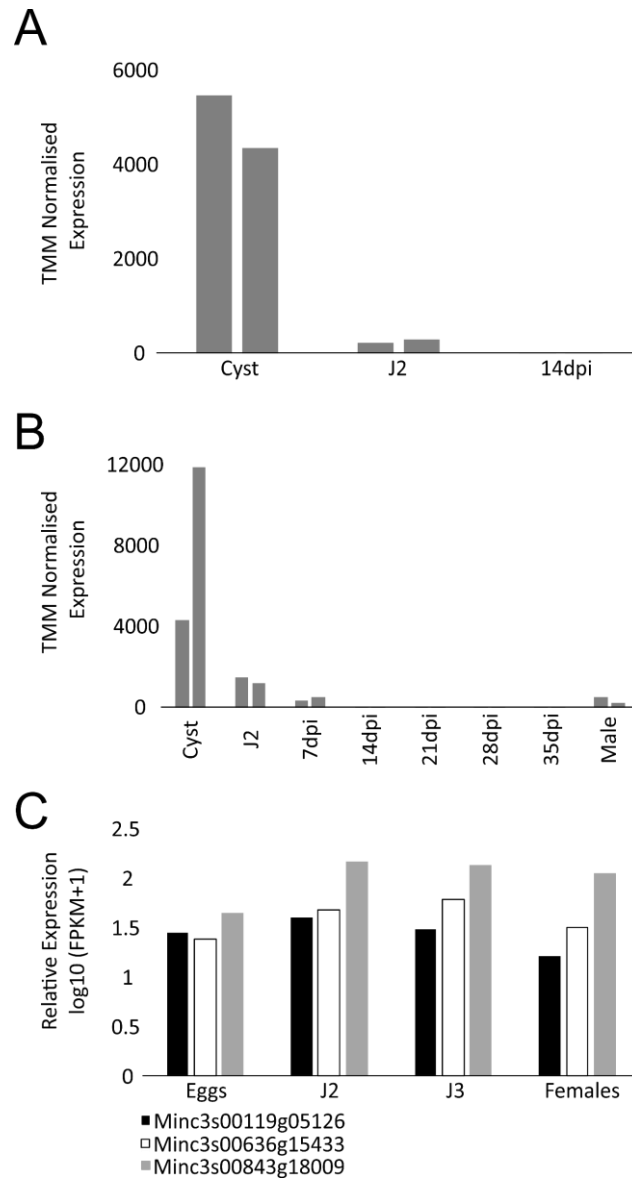 A
TMM Normalised
Expression
6000
4000
2000
0
Cyst
J2
14dpi
B
TMM Normalised
Expression
12000
8000
4000
0
Cyst
J2
7dpi
14dpi
21dpi
28dpi
35dpi
Male
C
Relative Expression
log10 (FPKM+1)
2.5
2
1.5
1
0.5
0
Eggs
J2
J3
Females
Minc3s00119g05126
Minc3s00636g15433
Minc3s00843g18009